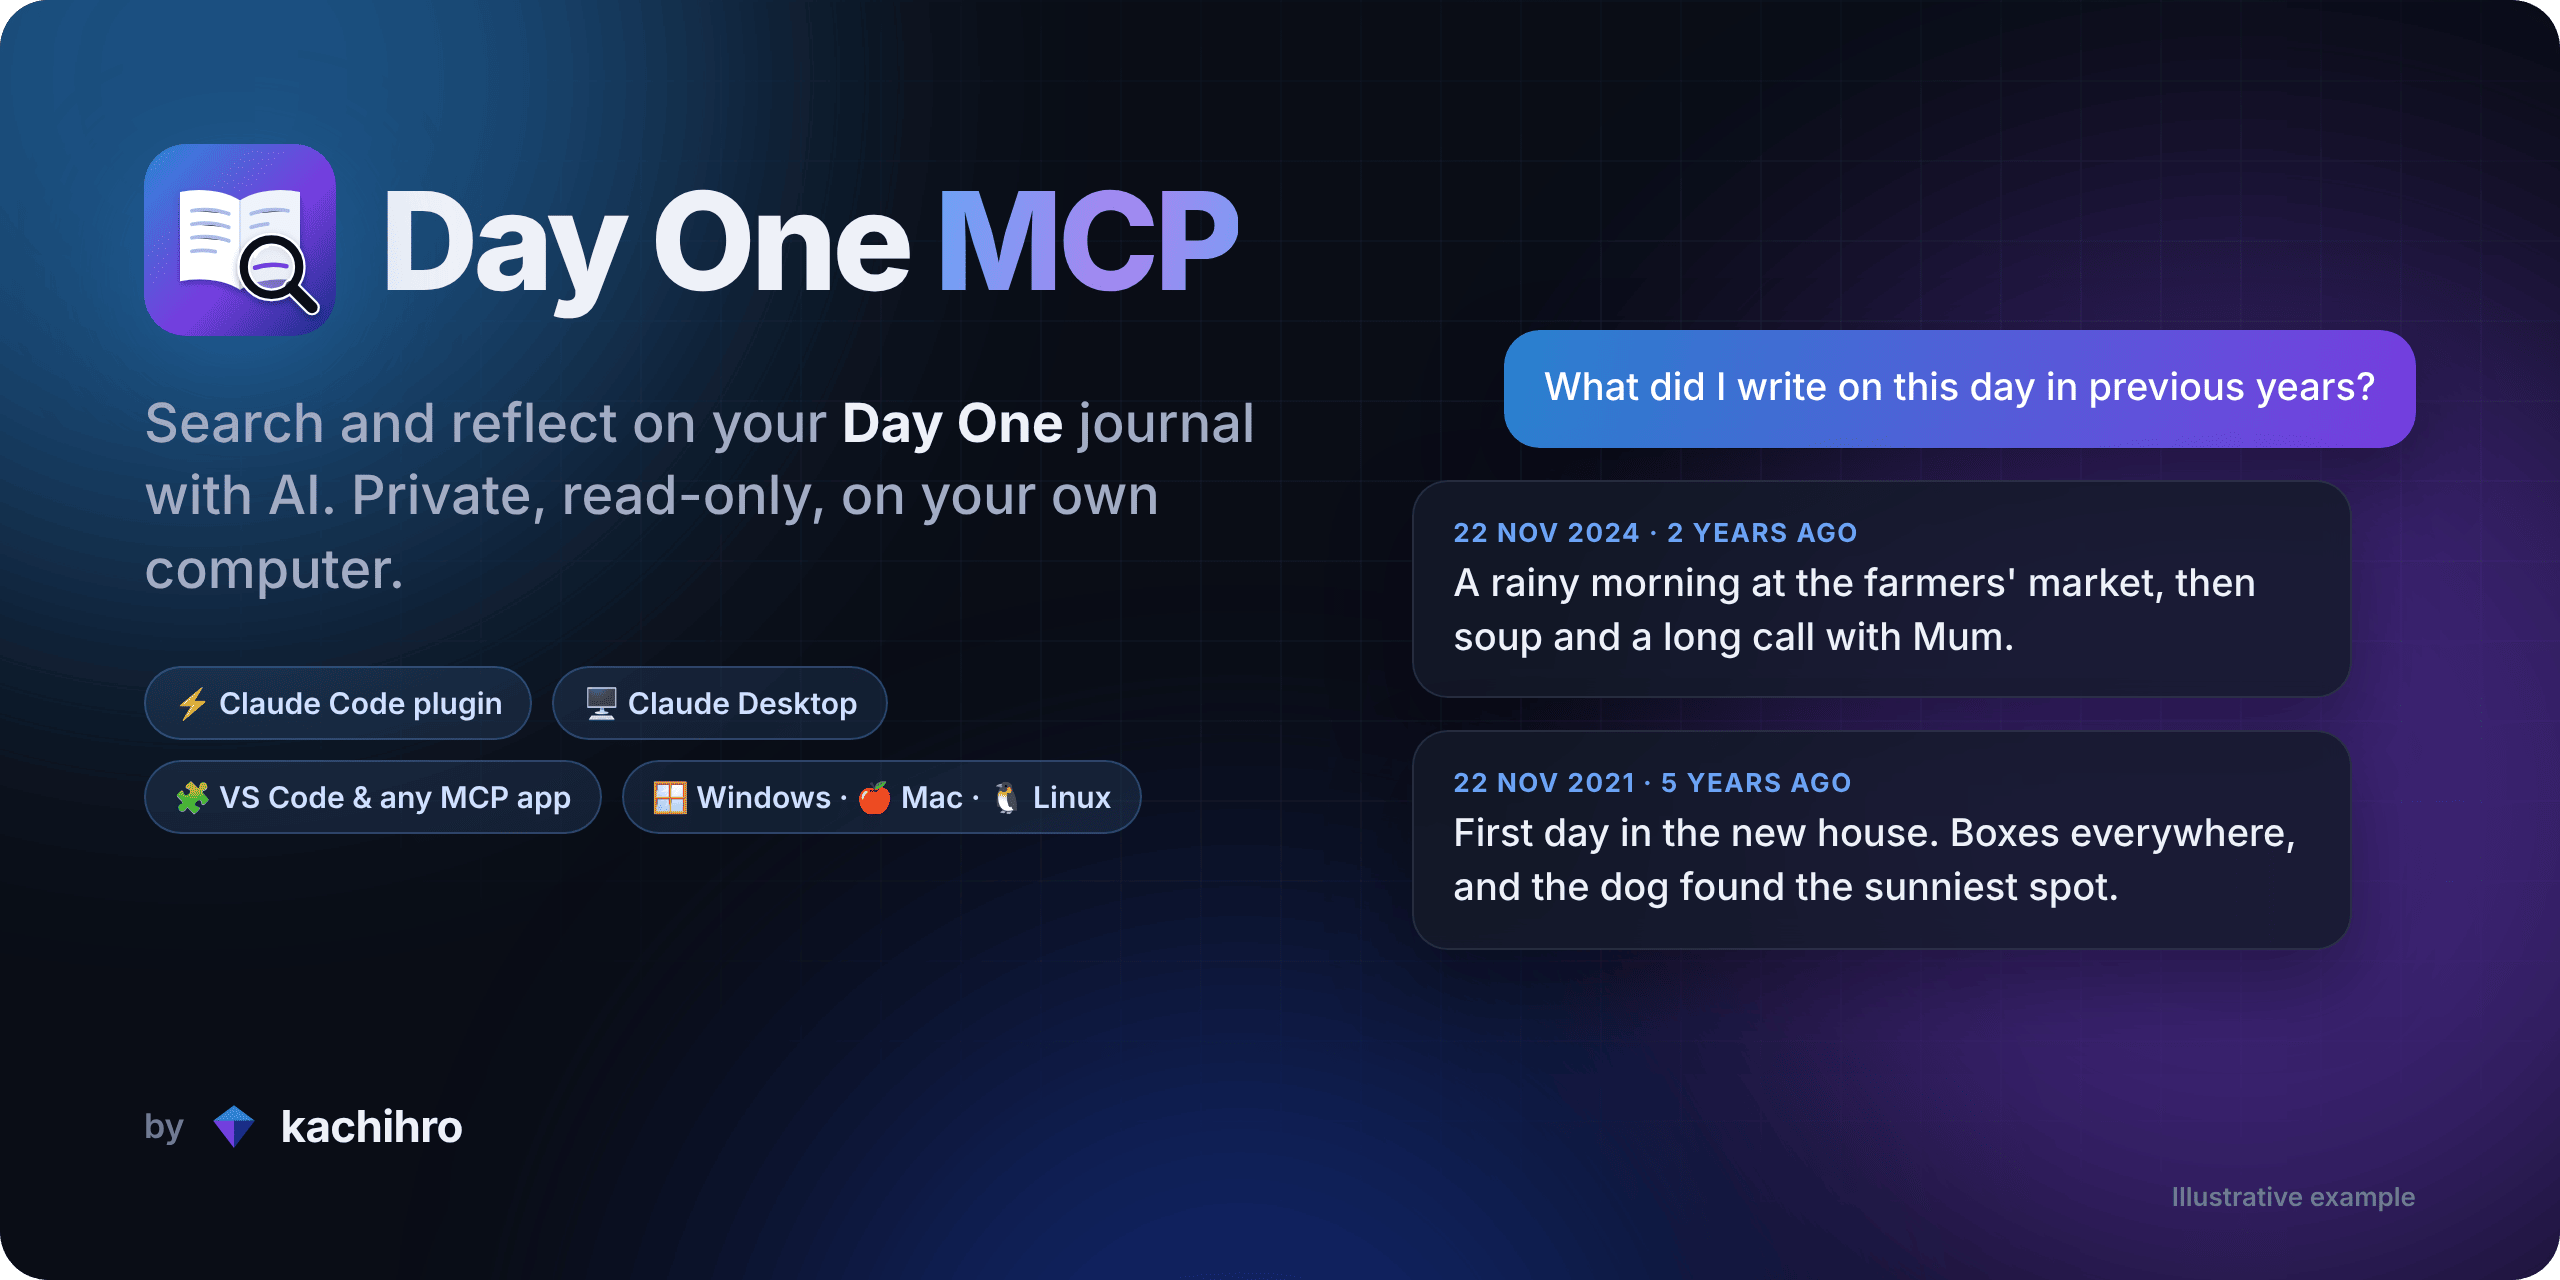 Day One MCP
Search and reflect on your Day One journal
with AI. Private, read-only, on your own
computer.
⚡ Claude Code plugin
🖥️ Claude Desktop
🧩 VS Code & any MCP app
🪟 Windows · 🍎 Mac · 🐧 Linux
by kachihro
What did I write on this day in previous years?
22 NOV 2024 · 2 YEARS AGO
A rainy morning at the farmers' market, then
soup and a long call with Mum.
22 NOV 2021 · 5 YEARS AGO
First day in the new house. Boxes everywhere,
and the dog found the sunniest spot.
Illustrative example